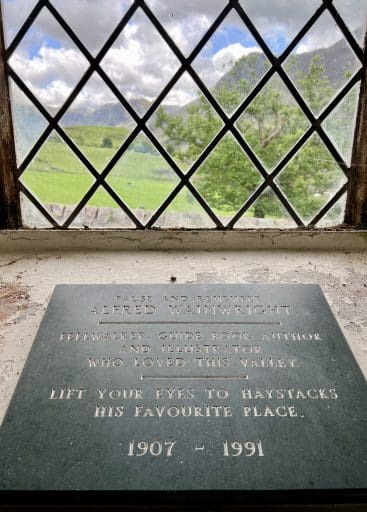 PAUSE AND REMEMBER
ALFRED WAINWRIGHT
FELLWALKER, GUIDE BOOK AUTHOR
AND ILLUSTRATOR
WHO LOVED THIS VALLEY.
LIFT YOUR EYES TO HAYSTACKS
HIS FAVOURITE PLACE.
1907 - 1991